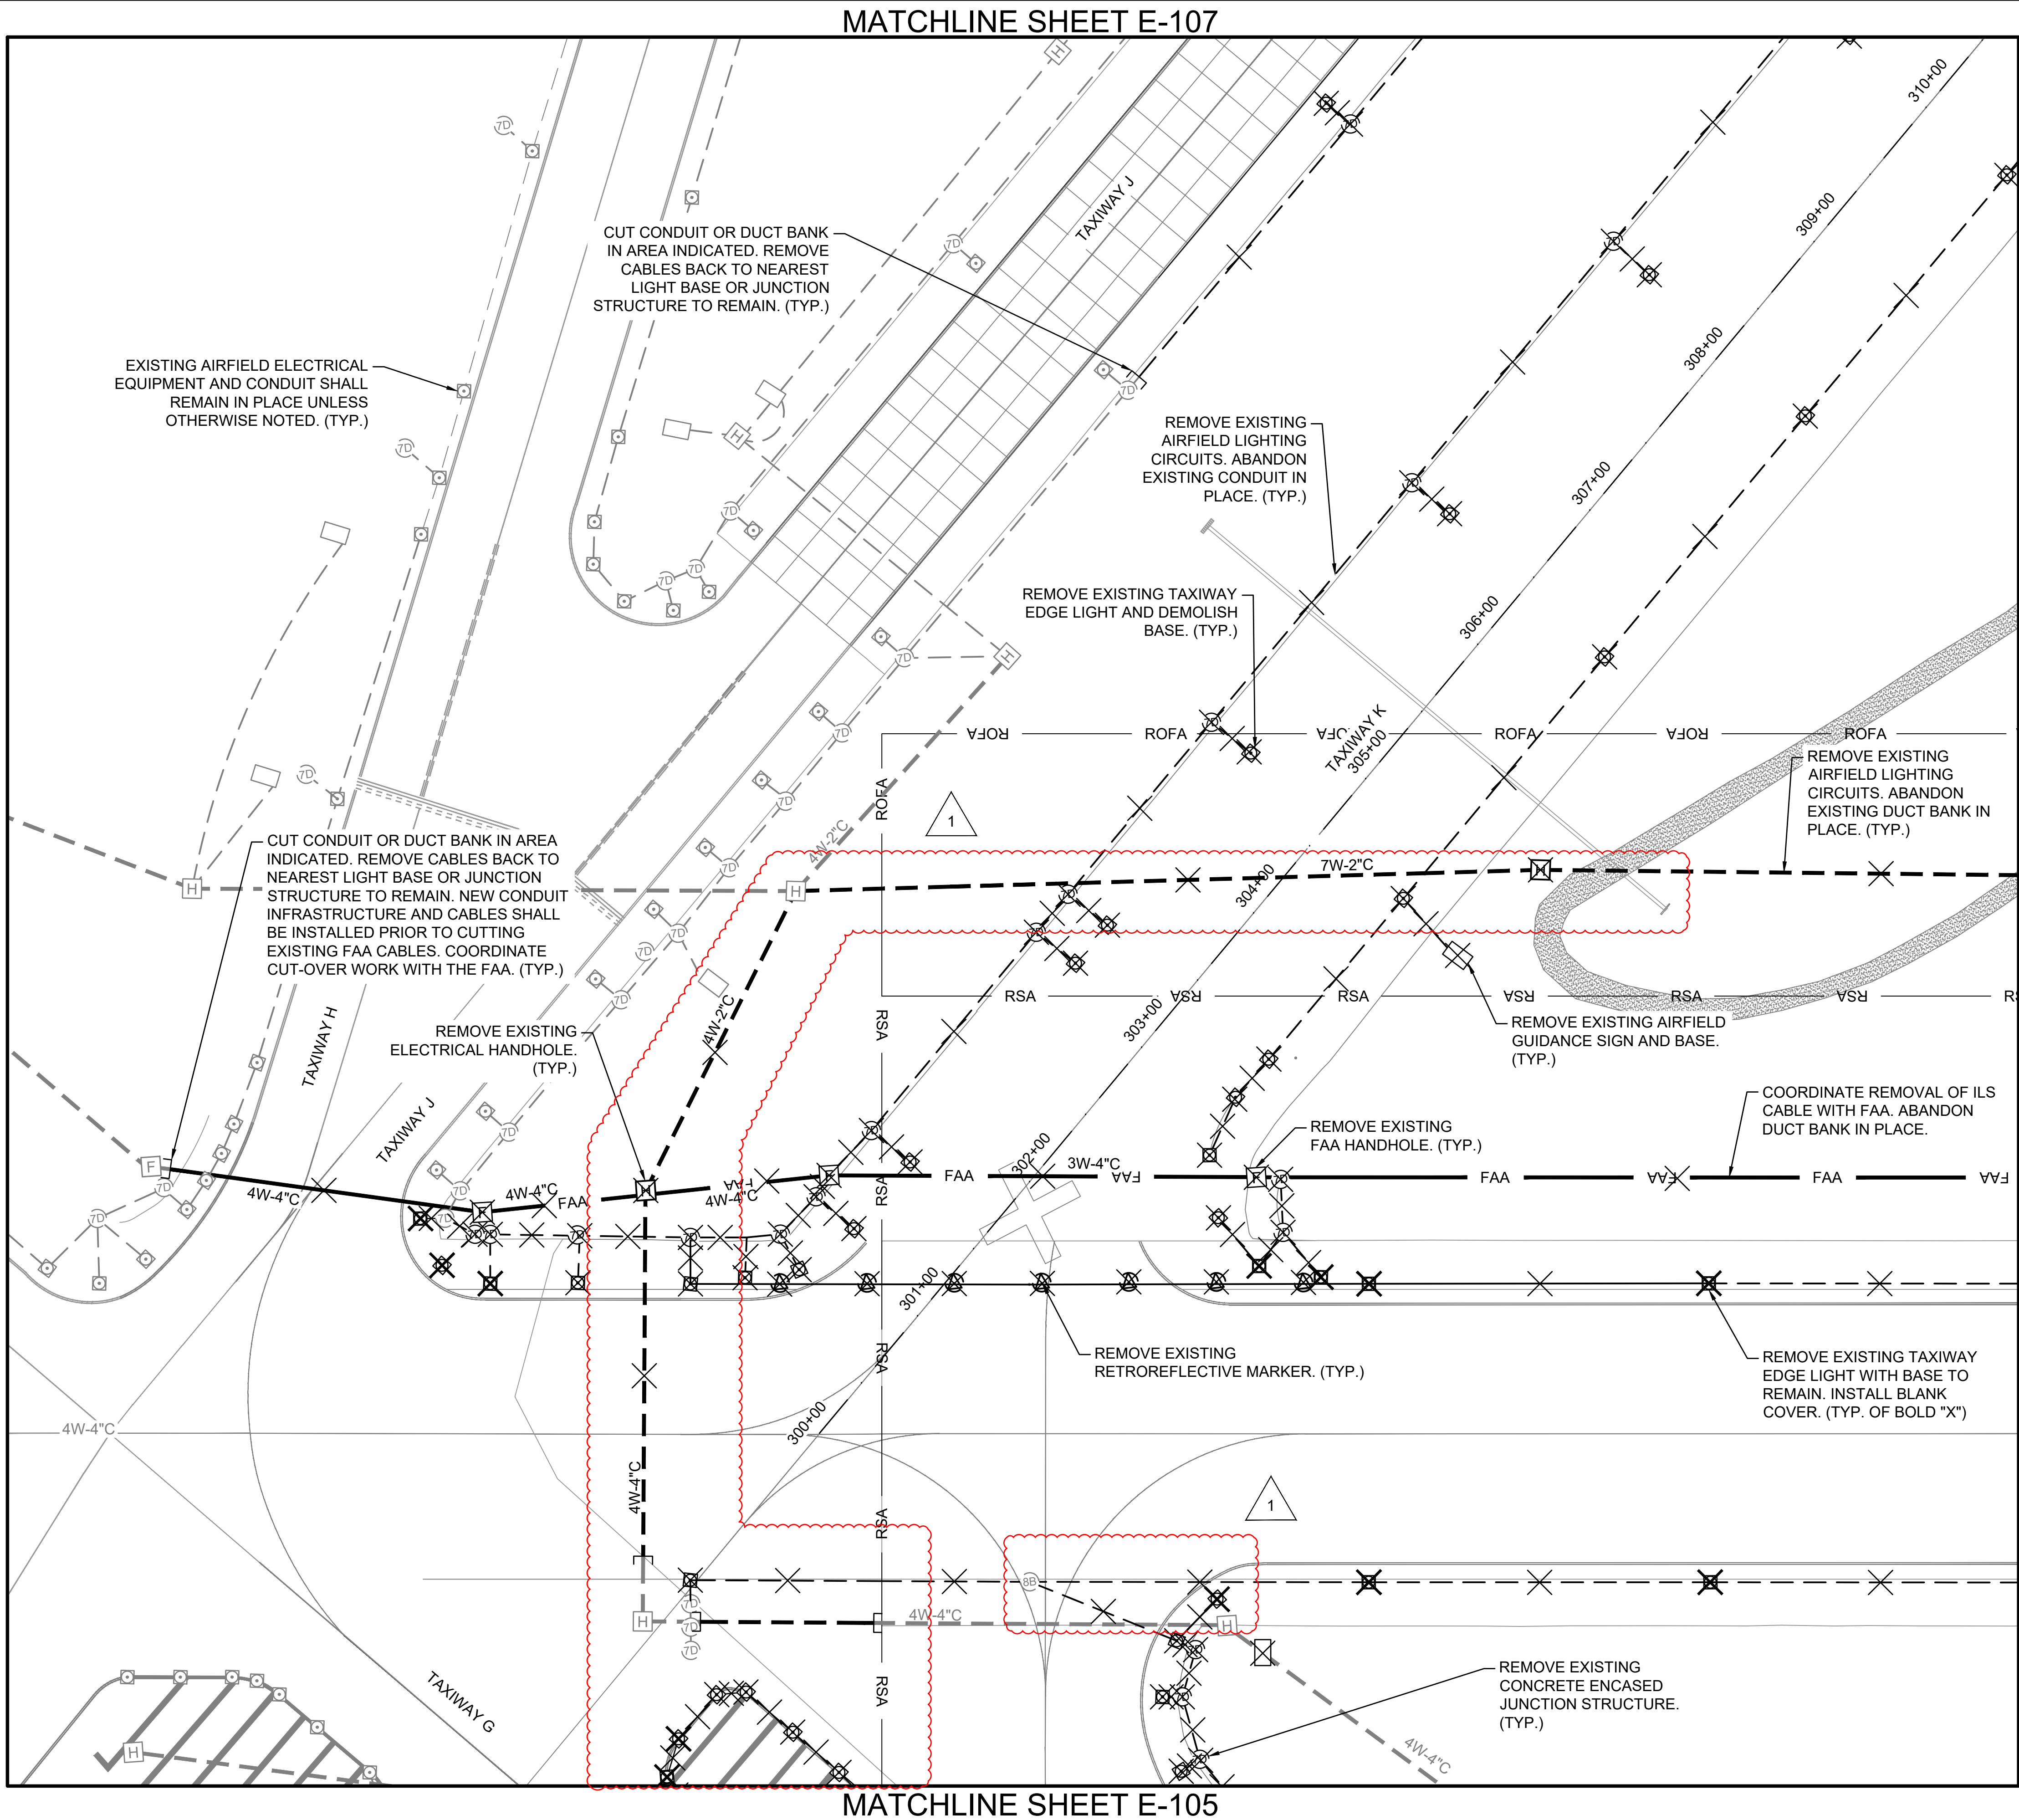 MATCHLINE SHEET E-107
310+00
309+00
308+00
307+00
306+00
TAXIWAY J
CUT CONDUIT OR DUCT BANK
IN AREA INDICATED. REMOVE
CABLES BACK TO NEAREST
LIGHT BASE OR JUNCTION
STRUCTURE TO REMAIN. (TYP.)
EXISTING AIRFIELD ELECTRICAL
EQUIPMENT AND CONDUIT SHALL
REMAIN IN PLACE UNLESS
OTHERWISE NOTED. (TYP.)
REMOVE EXISTING
AIRFIELD LIGHTING
CIRCUITS. ABANDON
EXISTING CONDUIT IN
PLACE. (TYP.)
REMOVE EXISTING TAXIWAY
EDGE LIGHT AND DEMOLISH
BASE. (TYP.)
TAXIWAY K
305+00
ROFA
ROFA
ROFA
ROFA
ROFA
ROFA
REMOVE EXISTING
AIRFIELD LIGHTING
CIRCUITS. ABANDON
EXISTING DUCT BANK IN
PLACE. (TYP.)
1
4W-2"C
7W-2"C
304+00
CUT CONDUIT OR DUCT BANK IN AREA
INDICATED. REMOVE CABLES BACK TO
NEAREST LIGHT BASE OR JUNCTION
STRUCTURE TO REMAIN. NEW CONDUIT
INFRASTRUCTURE AND CABLES SHALL
BE INSTALLED PRIOR TO CUTTING
EXISTING FAA CABLES. COORDINATE
CUT-OVER WORK WITH THE FAA. (TYP.)
RSA
RSA
RSA
RSA
RSA
RSA
303+00
4W-2"C
RSA
REMOVE EXISTING
ELECTRICAL HANDHOLE.
(TYP.)
REMOVE EXISTING AIRFIELD
GUIDANCE SIGN AND BASE.
(TYP.)
TAXIWAY H
TAXIWAY J
COORDINATE REMOVAL OF ILS
CABLE WITH FAA. ABANDON
DUCT BANK IN PLACE.
REMOVE EXISTING
FAA HANDHOLE. (TYP.)
302+00
4W-4"C
4W-4"C
FAA
FAA
4W-4"C
RSA
FAA
3W-4"C
FAA
FAA
FAA
FAA
FAA
301+00
REMOVE EXISTING
RETROREFLECTIVE MARKER. (TYP.)
REMOVE EXISTING TAXIWAY
EDGE LIGHT WITH BASE TO
REMAIN. INSTALL BLANK
COVER. (TYP. OF BOLD "X")
RSA
300+00
4W-4"C
4W-4"C
RSA
1
8B
4W-4"C
TAXIWAY G
RSA
REMOVE EXISTING
CONCRETE ENCASED
JUNCTION STRUCTURE.
(TYP.)
4W-4"C
MATCHLINE SHEET E-105